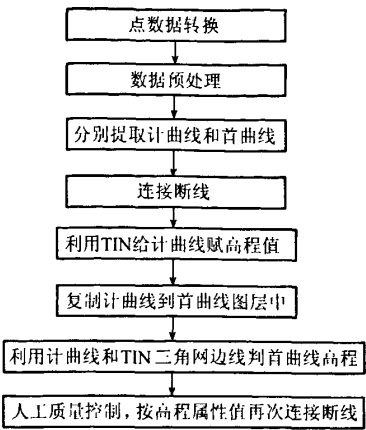 点数据转换
数据预处理
分别提取计曲线和首曲线
连接断线
利用TIN给计曲线赋高程值
复制计曲线到首曲线图层中
利用计曲线和TIN三角网边线判首曲线高程
人工质量控制，按高程属性值再次连接断线